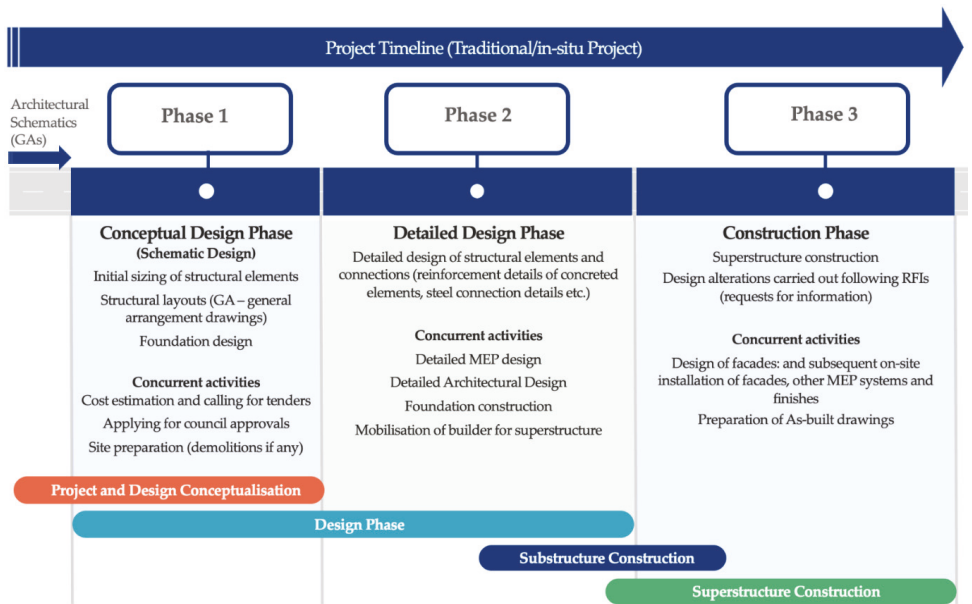 Project Timeline (Traditional/in-situ Project)
Architectural
Schematics
(GAs)
Phase 1
Phase 2
Phase 3
Conceptual Design Phase
(Schematic Design)
Initial sizing of structural elements
Structural layouts (GA – general
arrangement drawings)
Foundation design
Concurrent activities
Cost estimation and calling for tenders
Applying for council approvals
Site preparation (demolitions if any)
Detailed Design Phase
Detailed design of structural elements and
connections (reinforcement details of concreted
elements, steel connection details etc.)
Concurrent activities
Detailed MEP design
Detailed Architectural Design
Foundation construction
Mobilisation of builder for superstructure
Construction Phase
Superstructure construction
Design alterations carried out following RFIs
(requests for information)
Concurrent activities
Design of facades: and subsequent on-site
installation of facades, other MEP systems and
finishes
Preparation of As-built drawings
Project and Design Conceptualisation
Design Phase
Substructure Construction
Superstructure Construction